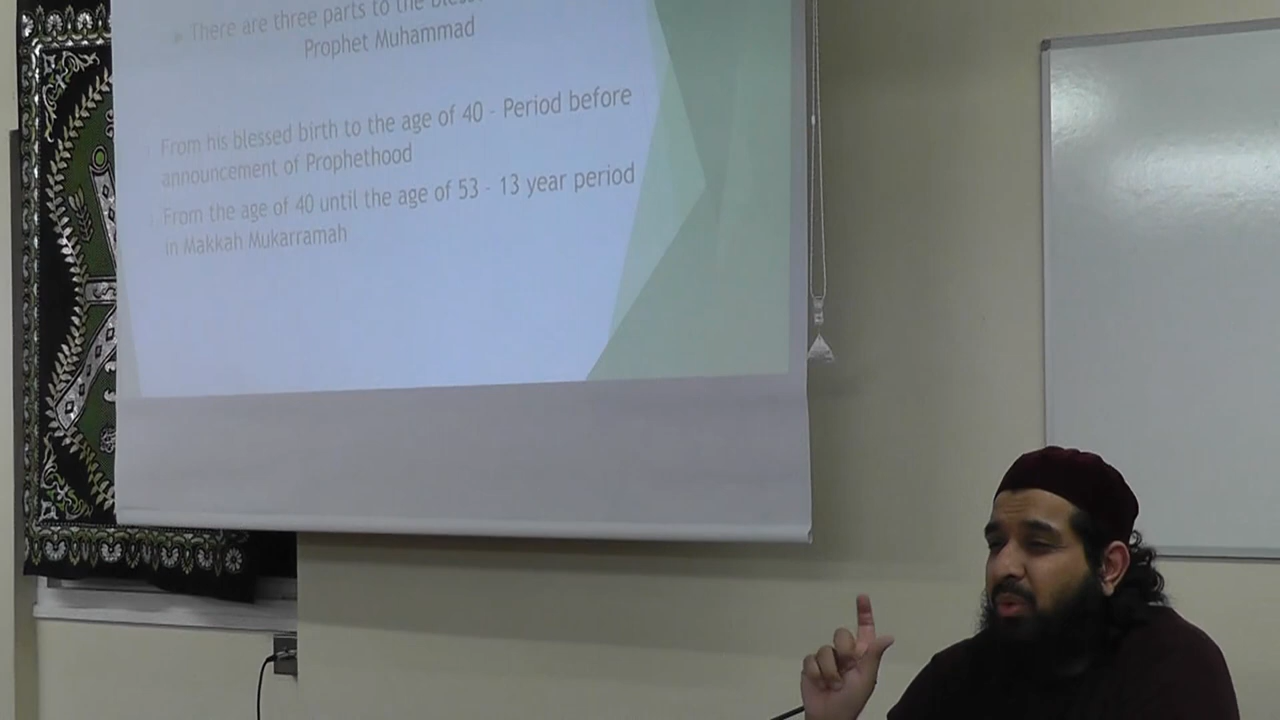 There are three parts to the
Prophet Muhammad
From his blessed birth to the age of 40 - Period before
announcement of Prophethood
From the age of 40 until the age of 53 - 13 year period
in Makkah Mukarramah